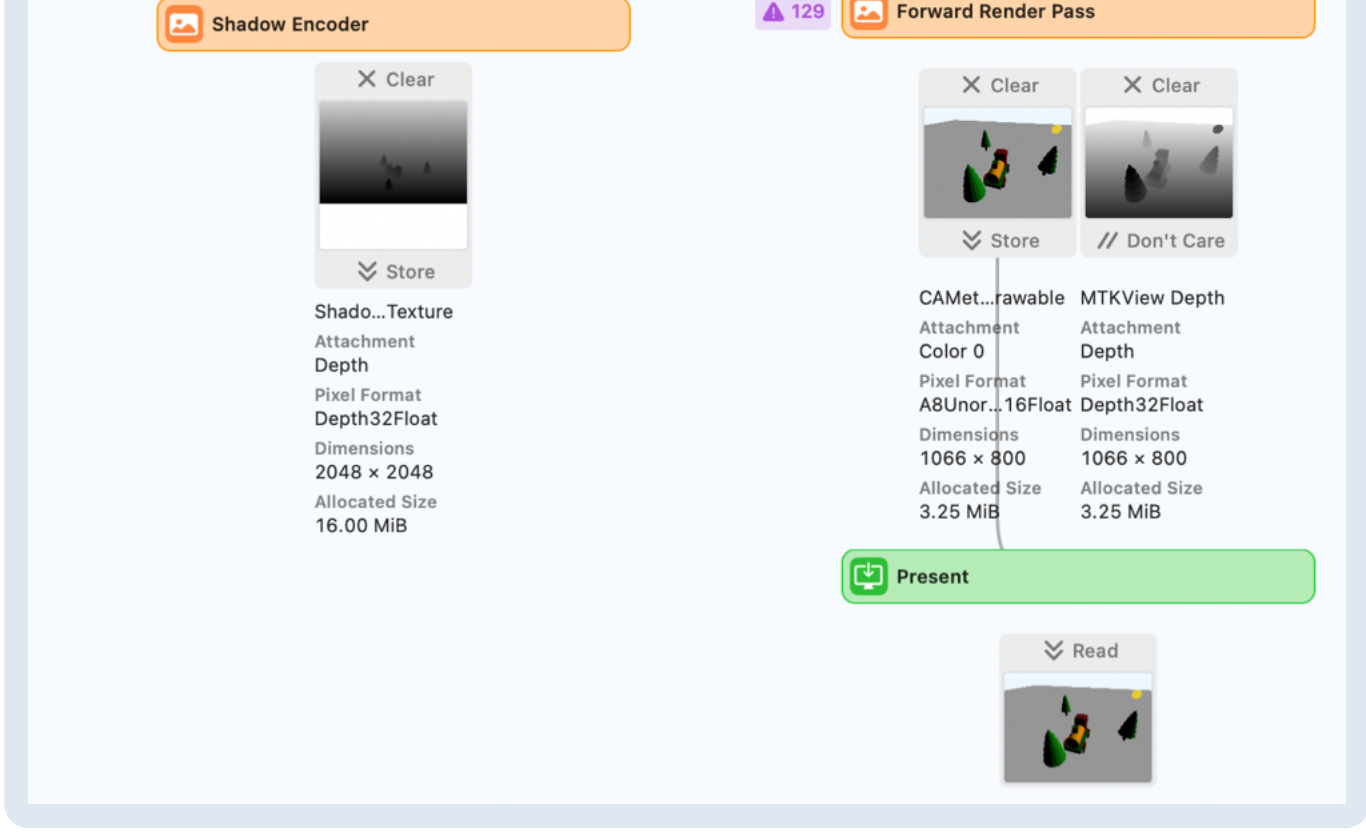 Shadow Encoder
Clear
Store
Shado...Texture
Attachment
Depth
Pixel Format
Depth32Float
Dimensions
2048 × 2048
Allocated Size
16.00 MiB
129
Forward Render Pass
Clear
Store
CAMet...rawable
Attachment
Color 0
Pixel Format
A8Unor...16Float
Dimensions
1066 × 800
Allocated Size
3.25 MiB
Clear
Don't Care
MTKView Depth
Attachment
Depth
Pixel Format
Depth32Float
Dimensions
1066 × 800
Allocated Size
3.25 MiB
Present
Read